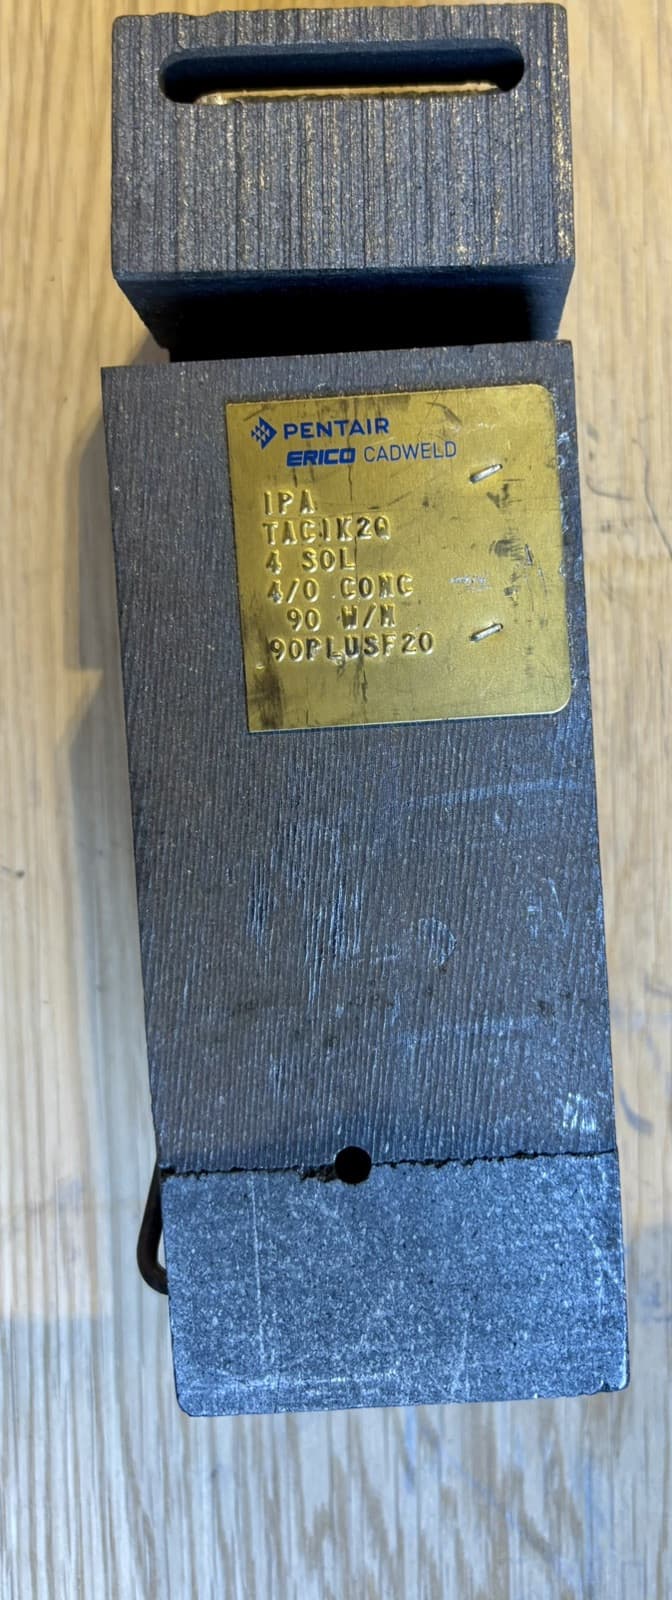 PENTAIR
ERICO CADWELD
IPA
TAC1K2Q
4 SOL
4/0 CONC
90 W/M
90PLUSF20